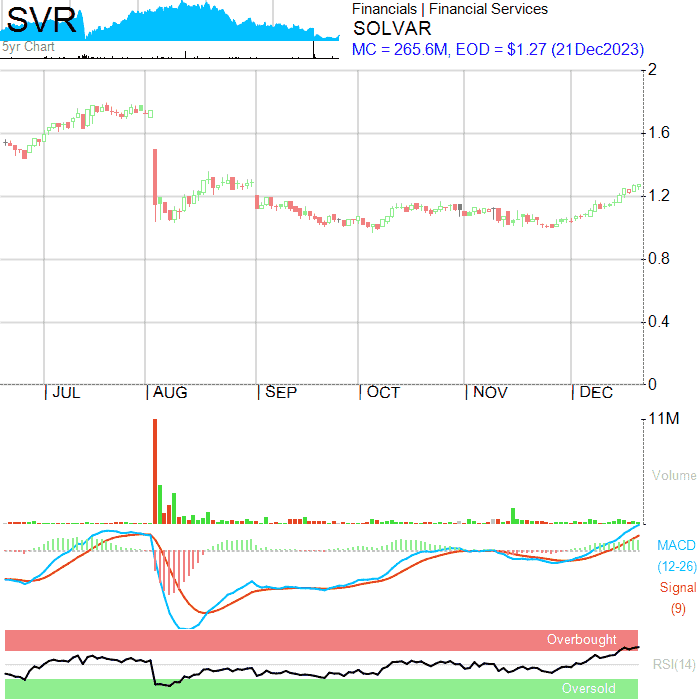 SVR
5yr Chart
Financials | Financial Services
SOLVAR
MC = 265.6M, EOD = $1.27 (21Dec2023)
2
1.6
1.2
0.8
0.4
0
JUL AUG SEP OCT NOV DEC
11M
Volume
MACD
(12-26)
Signal
(9)
Overbought
RSI(14)
Oversold